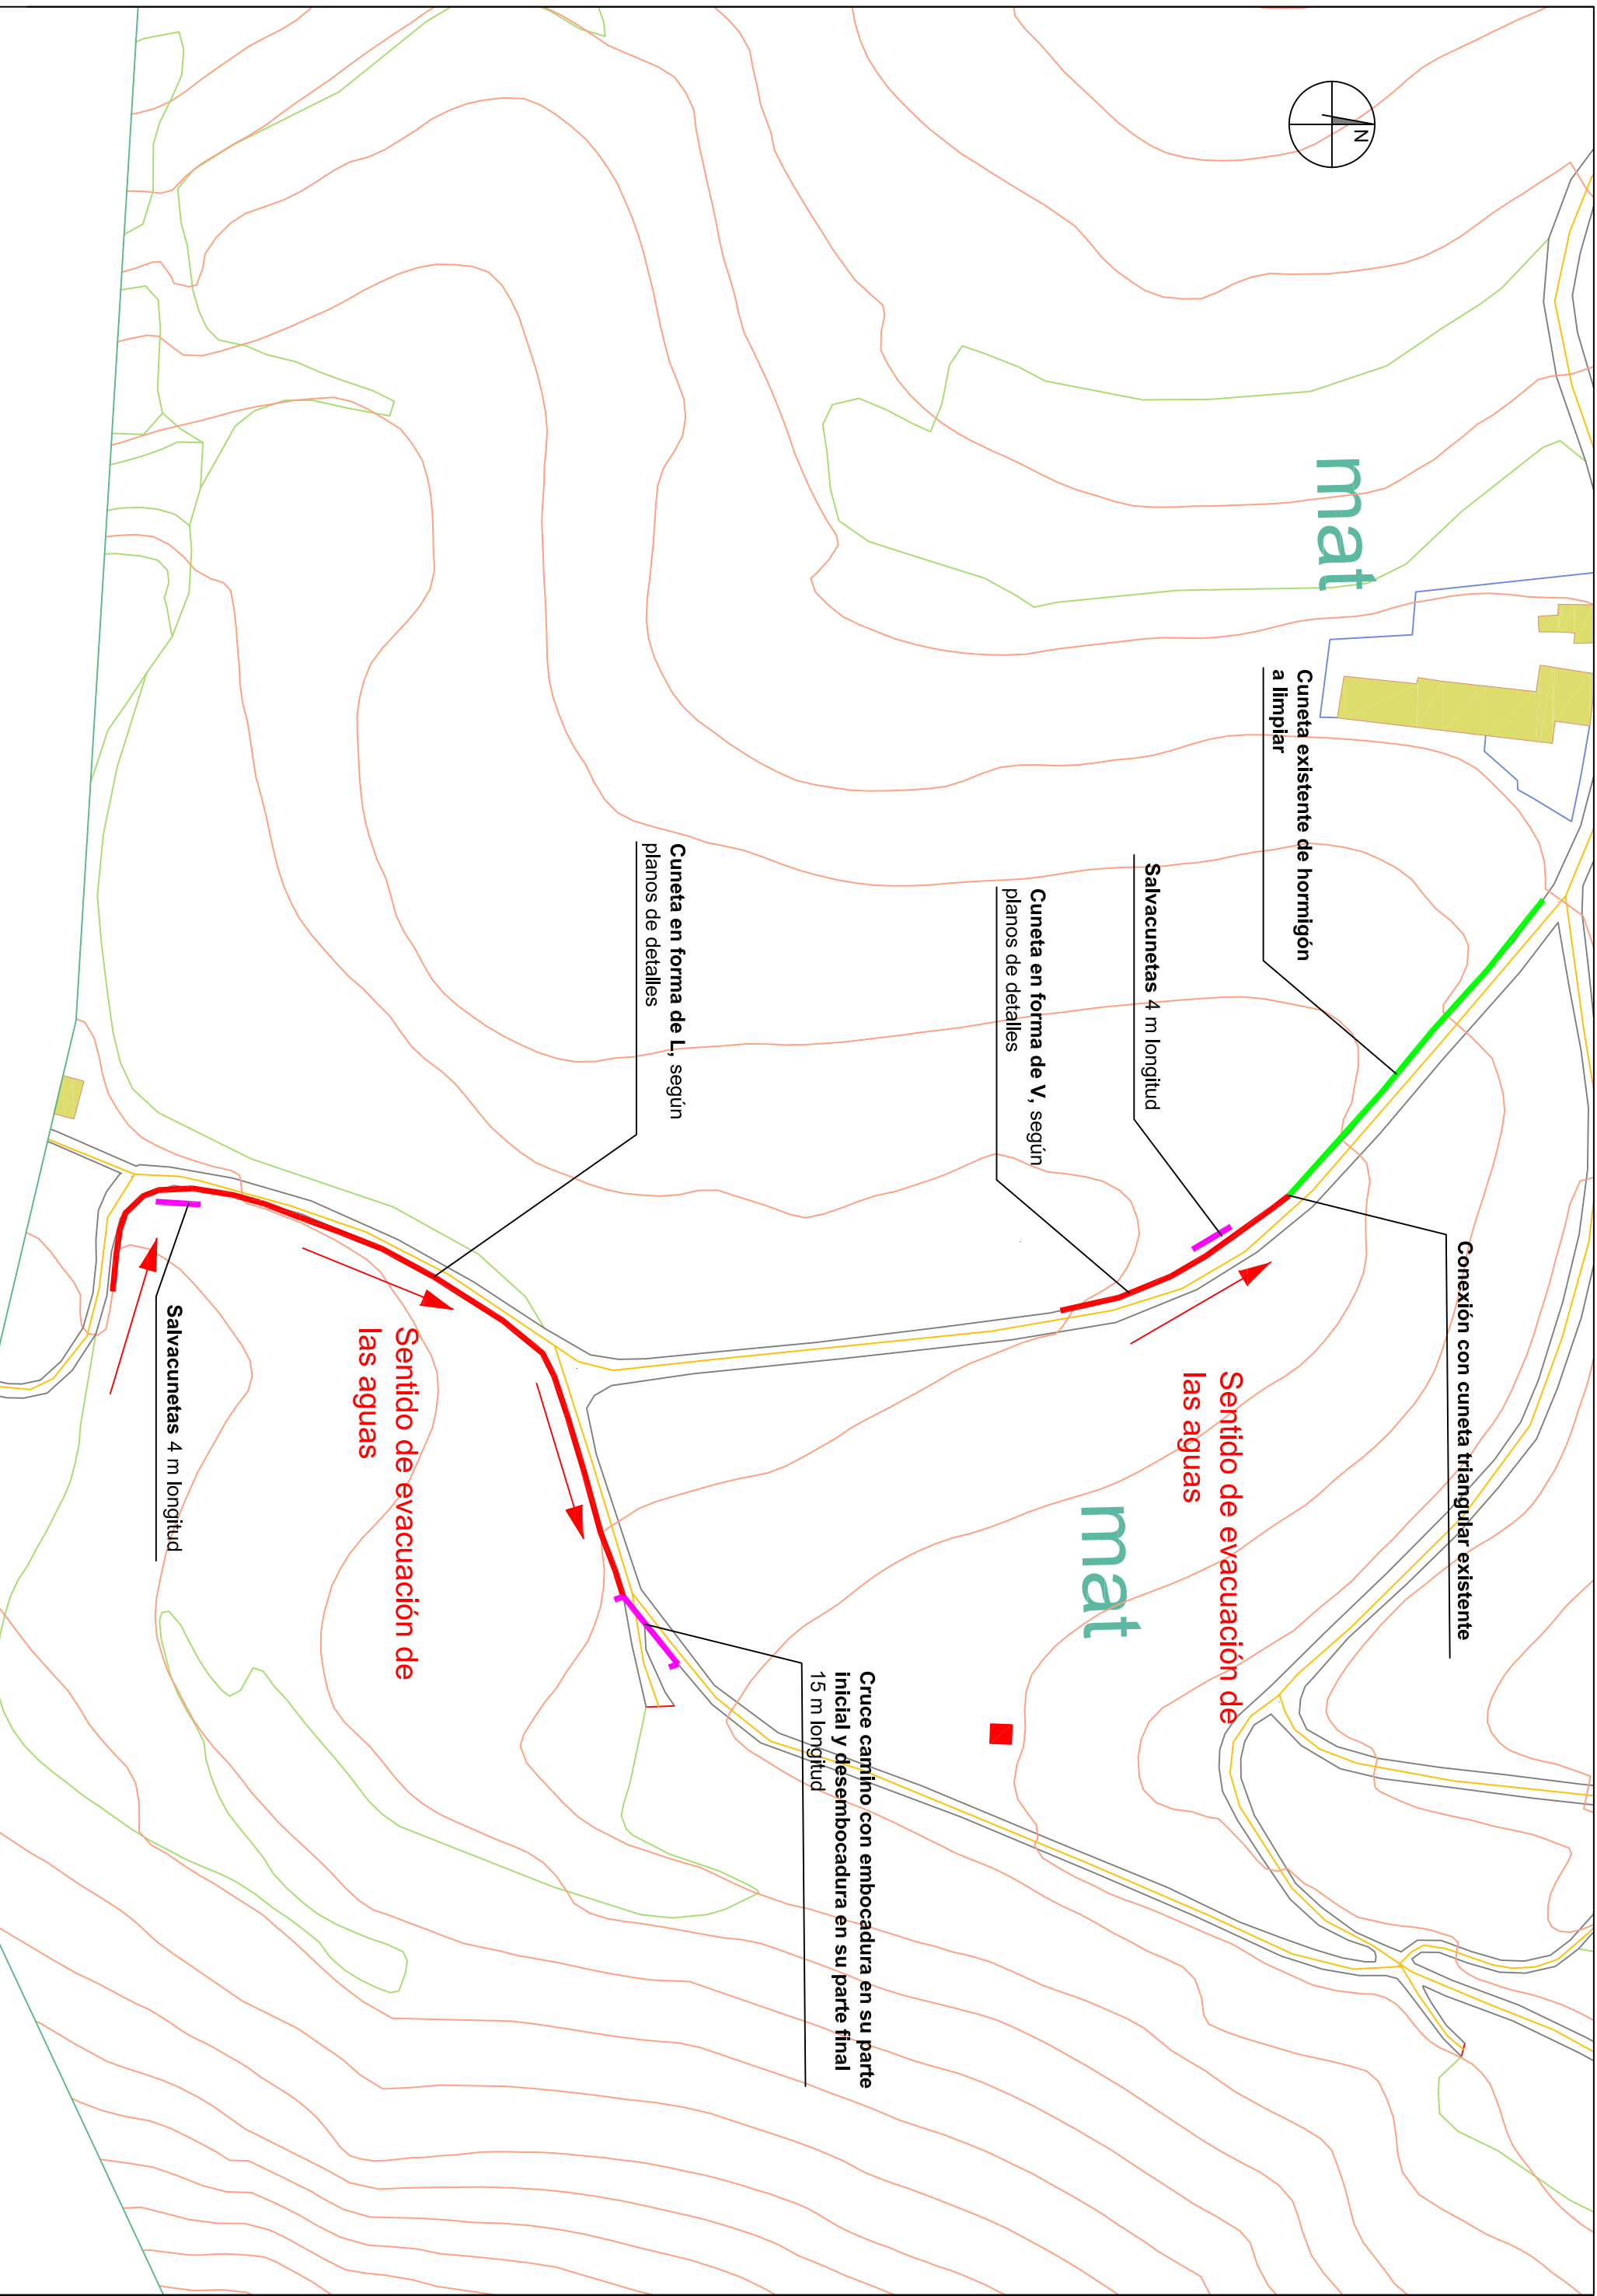 N
mat
Cuneta existente de hormigón
a limpiar
Salvacunetas 4 m longitud
Cuneta en forma de V, según
planos de detalles
Cuneta en forma de L, según
planos de detalles
Conexión con cuneta triangular existente
Sentido de evacuación de
las aguas
mat
Sentido de evacuación de
las aguas
Salvacunetas 4 m longitud
Cruce camino con embocadura en su parte
inicial y desembocadura en su parte final
15 m longitud